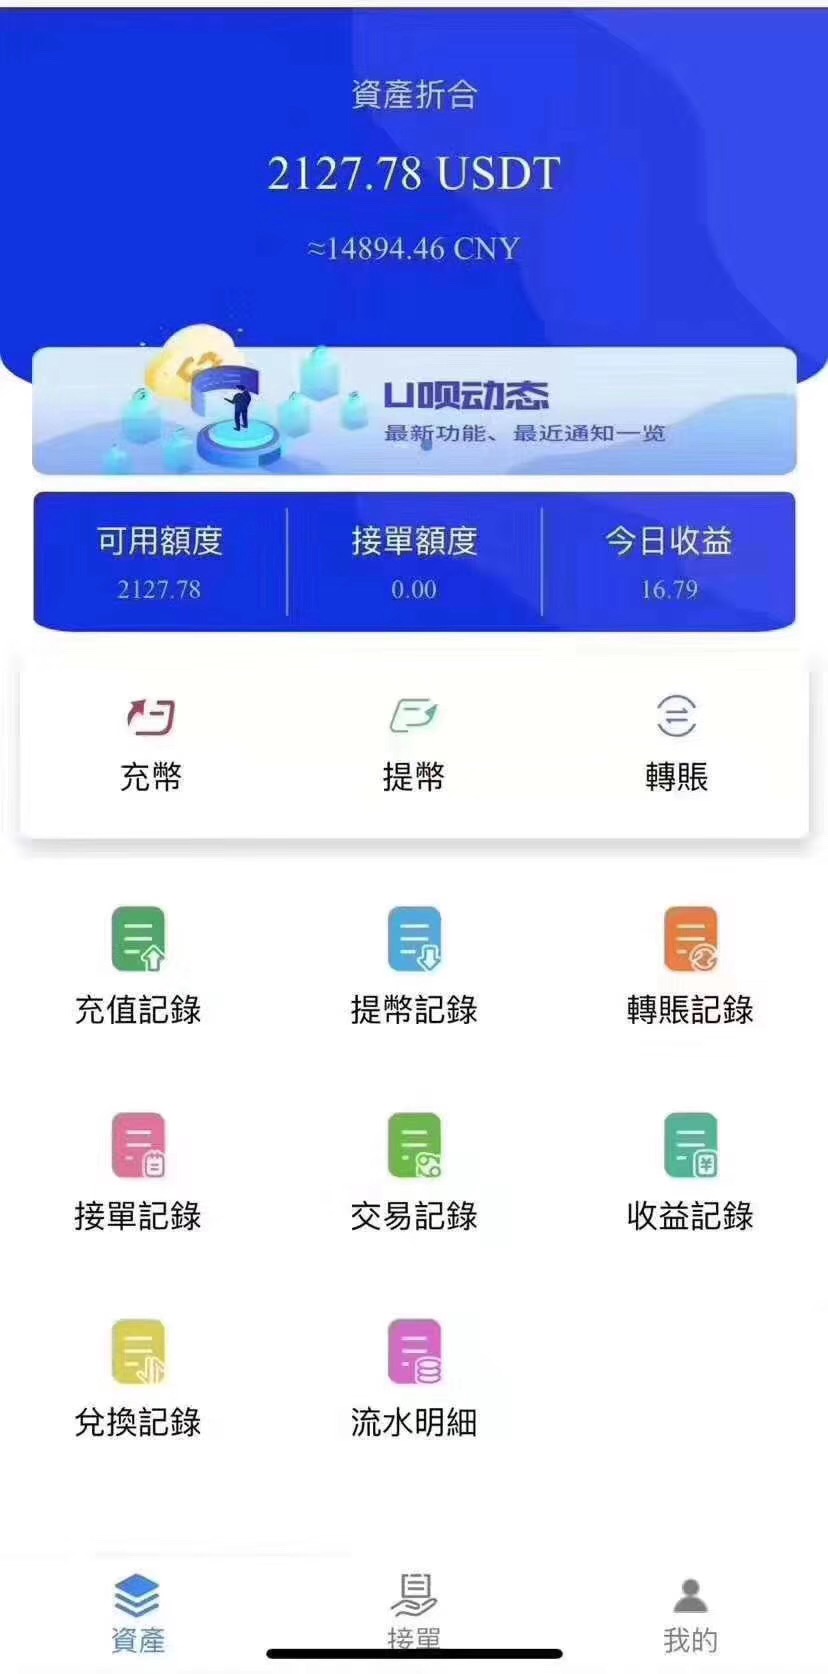 資產折合
2127.78 USDT
≈14894.46 CNY
U呗动态
最新功能、最近通知一览
可用額度 接單額度 今日收益
2127.78 0.00 16.79
充幣 提幣 轉賬
充值記錄 提幣記錄 轉賬記錄
接單記錄 交易記錄 收益記錄
兌換記錄 流水明細
資產 接單 我的